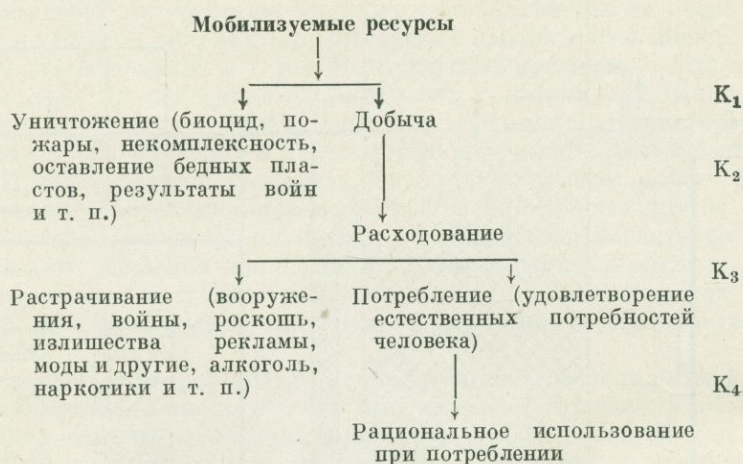 Мобилизуемые ресурсы
K₁
Уничтожение (биоцид, по-
жары, некомплексность,
оставление бедных пла-
стов, результаты войн
и т. п.)
Добыча
K₂
Расходование
K₃
Растрачивание (вооруже-
ния, войны, роскошь,
излишества рекламы,
моды и другие, алкоголь,
наркотики и т. п.)
Потребление (удовлетворение
естественных потребностей
человека)
K₄
Рациональное использование
при потреблении